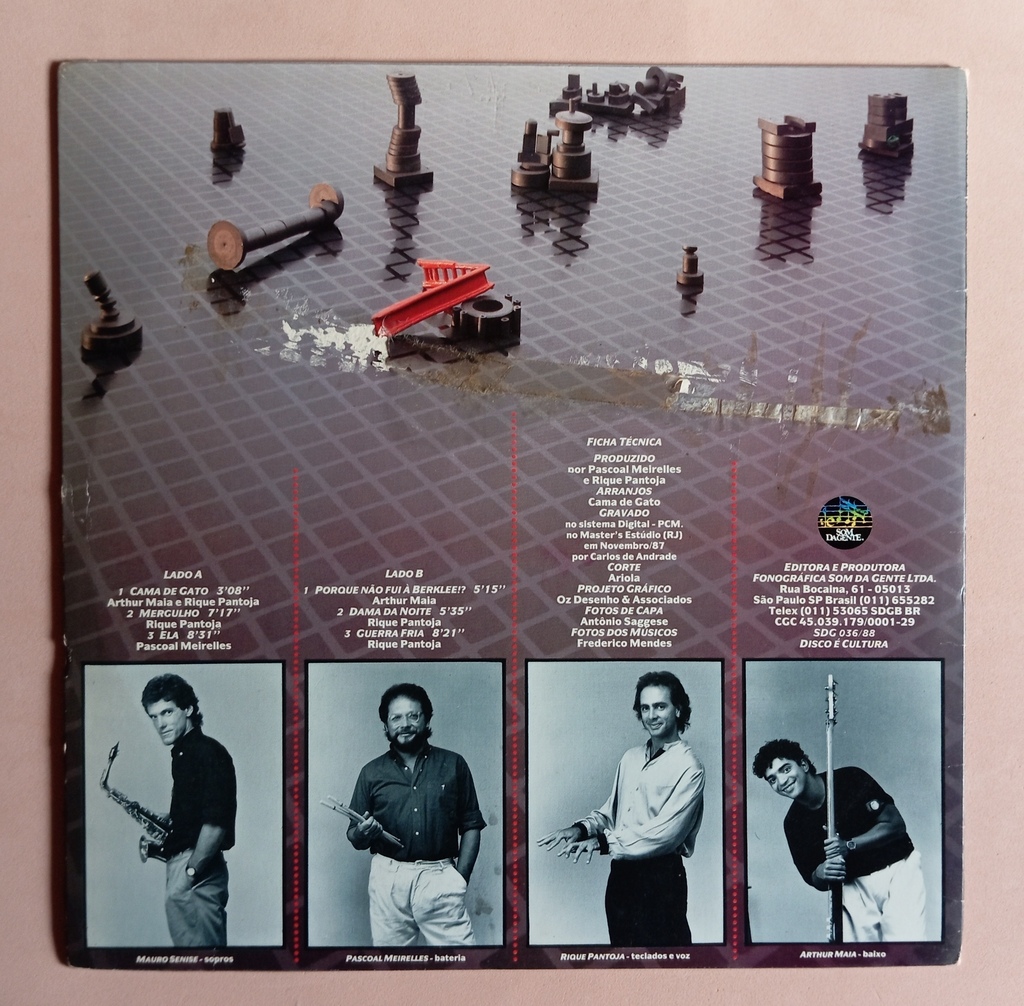 LADO A
1 CAMA DE GATO 3'08''
Arthur Maia e Rique Pantoja
2 MERGULHO 7'17''
Rique Pantoja
3 ELA 8'31''
Pascoal Meirelles
LADO B
1 PORQUE NÃO FUI À BERKLEE!? 5'15''
Arthur Maia
2 DAMA DA NOITE 5'35''
Rique Pantoja
3 GUERRA FRIA 8'21''
Rique Pantoja
FICHA TÉCNICA
PRODUZIDO
por Pascoal Meirelles
e Rique Pantoja
ARRANJOS
Cama de Gato
GRAVADO
no sistema Digital - PCM.
no Master's Estúdio (RJ)
em Novembro/87
por Carlos de Andrade
CORTE
Ariola
PROJETO GRÁFICO
Oz Desenho & Associados
FOTOS DE CAPA
Antônio Saggese
FOTOS DOS MÚSICOS
Frederico Mendes
SOM
DA GENTE.
EDITORA E PRODUTORA
FONOGRÁFICA SOM DA GENTE LTDA.
Rua Bocaina, 61 - 05013
São Paulo SP Brasil (011) 655282
Telex (011) 53065 SDGB BR
CGC 45.039.179/0001-29
SDG 036/88
DISCO É CULTURA
MAURO SENISE - sopros
PASCOAL MEIRELLES - bateria
RIQUE PANTOJA - teclados e voz
ARTHUR MAIA - baixo